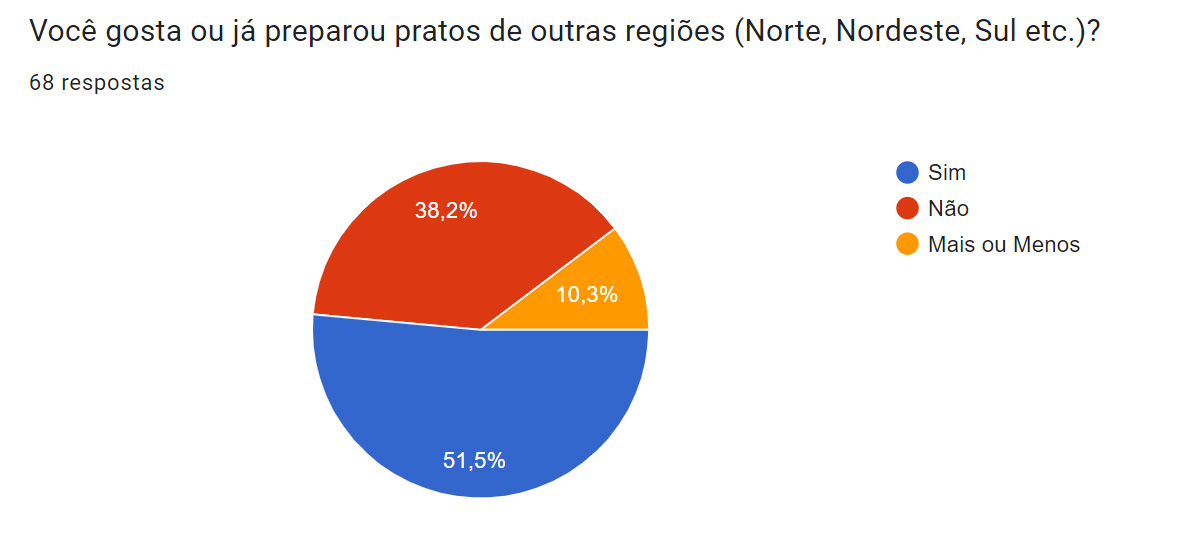 Você gosta ou já preparou pratos de outras regiões (Norte, Nordeste, Sul etc.)?
68 respostas
Sim
Não
Mais ou Menos
38,2%
10,3%
51,5%